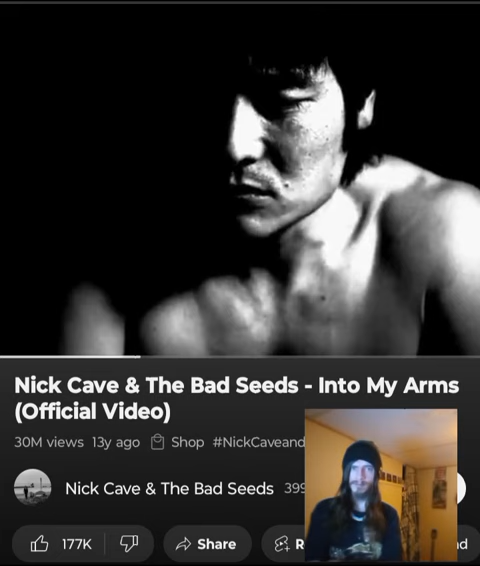 Nick Cave & The Bad Seeds - Into My Arms
(Official Video)
30M views 13y ago Shop #NickCaveand
Nick Cave & The Bad Seeds 399
177K Share R d